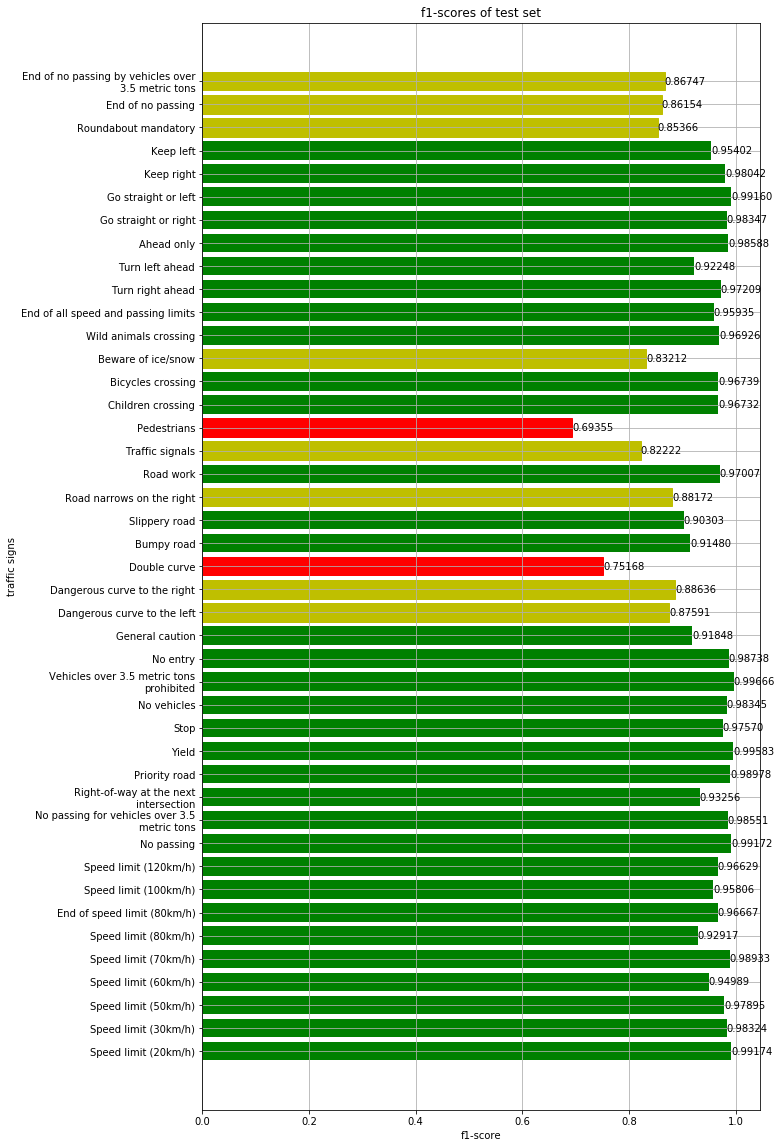 f1-scores of test set
End of no passing by vehicles over
3.5 metric tons
0.86747
End of no passing
0.86154
Roundabout mandatory
0.85366
Keep left
0.95402
Keep right
0.98042
Go straight or left
0.99160
Go straight or right
0.98347
Ahead only
0.98588
Turn left ahead
0.92248
Turn right ahead
0.97209
End of all speed and passing limits
0.95935
Wild animals crossing
0.96926
Beware of ice/snow
0.83212
Bicycles crossing
0.96739
Children crossing
0.96732
Pedestrians
0.69355
Traffic signals
0.82222
Road work
0.97007
Road narrows on the right
0.88172
Slippery road
0.90303
Bumpy road
0.91480
Double curve
0.75168
Dangerous curve to the right
0.88636
Dangerous curve to the left
0.87591
General caution
0.91848
No entry
0.98738
Vehicles over 3.5 metric tons
prohibited
0.99666
No vehicles
0.98345
Stop
0.97570
Yield
0.99583
Priority road
0.98978
Right-of-way at the next
intersection
0.93256
No passing for vehicles over 3.5
metric tons
0.98551
No passing
0.99172
Speed limit (120km/h)
0.96629
Speed limit (100km/h)
0.95806
End of speed limit (80km/h)
0.96667
Speed limit (80km/h)
0.92917
Speed limit (70km/h)
0.98933
Speed limit (60km/h)
0.94989
Speed limit (50km/h)
0.97895
Speed limit (30km/h)
0.98324
Speed limit (20km/h)
0.99174
traffic signs
0.0 0.2 0.4 0.6 0.8 1.0
f1-score